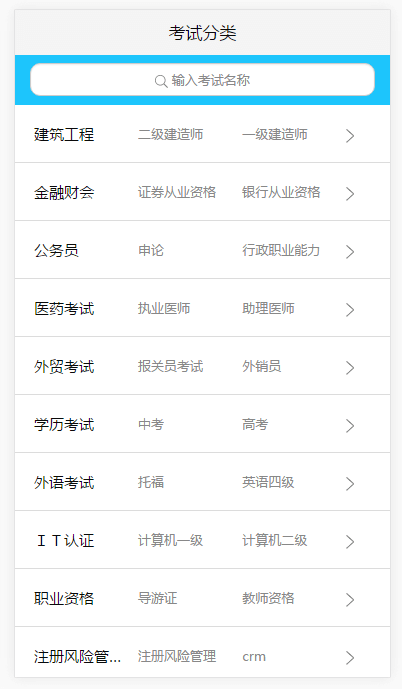 考试分类
输入考试名称
建筑工程 二级建造师 一级建造师
金融财会 证券从业资格 银行从业资格
公务员 申论 行政职业能力
医药考试 执业医师 助理医师
外贸考试 报关员考试 外销员
学历考试 中考 高考
外语考试 托福 英语四级
ＩＴ认证 计算机一级 计算机二级
职业资格 导游证 教师资格
注册风险管... 注册风险管理 crm